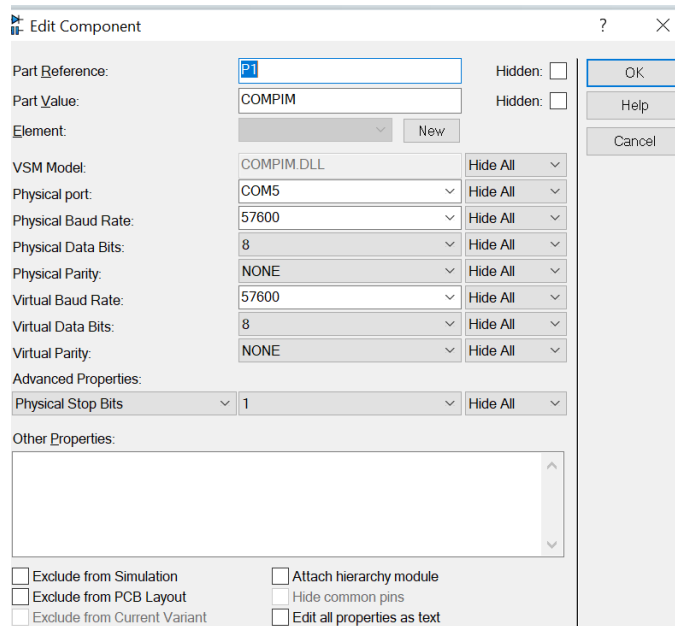 Edit Component
?
Part Reference: P1 Hidden: OK
Part Value: COMPIM Hidden: Help
Element: New Cancel
VSM Model: COMPIM.DLL Hide All
Physical port: COM5 Hide All
Physical Baud Rate: 57600 Hide All
Physical Data Bits: 8 Hide All
Physical Parity: NONE Hide All
Virtual Baud Rate: 57600 Hide All
Virtual Data Bits: 8 Hide All
Virtual Parity: NONE Hide All
Advanced Properties:
Physical Stop Bits 1 Hide All
Other Properties:
Exclude from Simulation Attach hierarchy module
Exclude from PCB Layout Hide common pins
Exclude from Current Variant Edit all properties as text